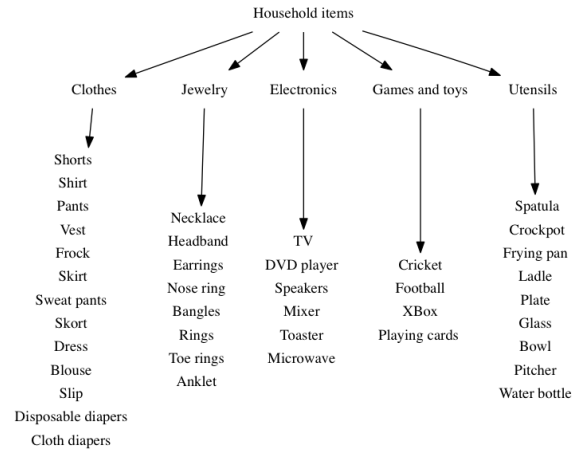 Household items
Clothes
Jewelry
Electronics
Games and toys
Utensils
Shorts
Shirt
Pants
Vest
Frock
Skirt
Sweat pants
Skort
Dress
Blouse
Slip
Disposable diapers
Cloth diapers
Necklace
Headband
Earrings
Nose ring
Bangles
Rings
Toe rings
Anklet
TV
DVD player
Speakers
Mixer
Toaster
Microwave
Cricket
Football
XBox
Playing cards
Spatula
Crockpot
Frying pan
Ladle
Plate
Glass
Bowl
Pitcher
Water bottle